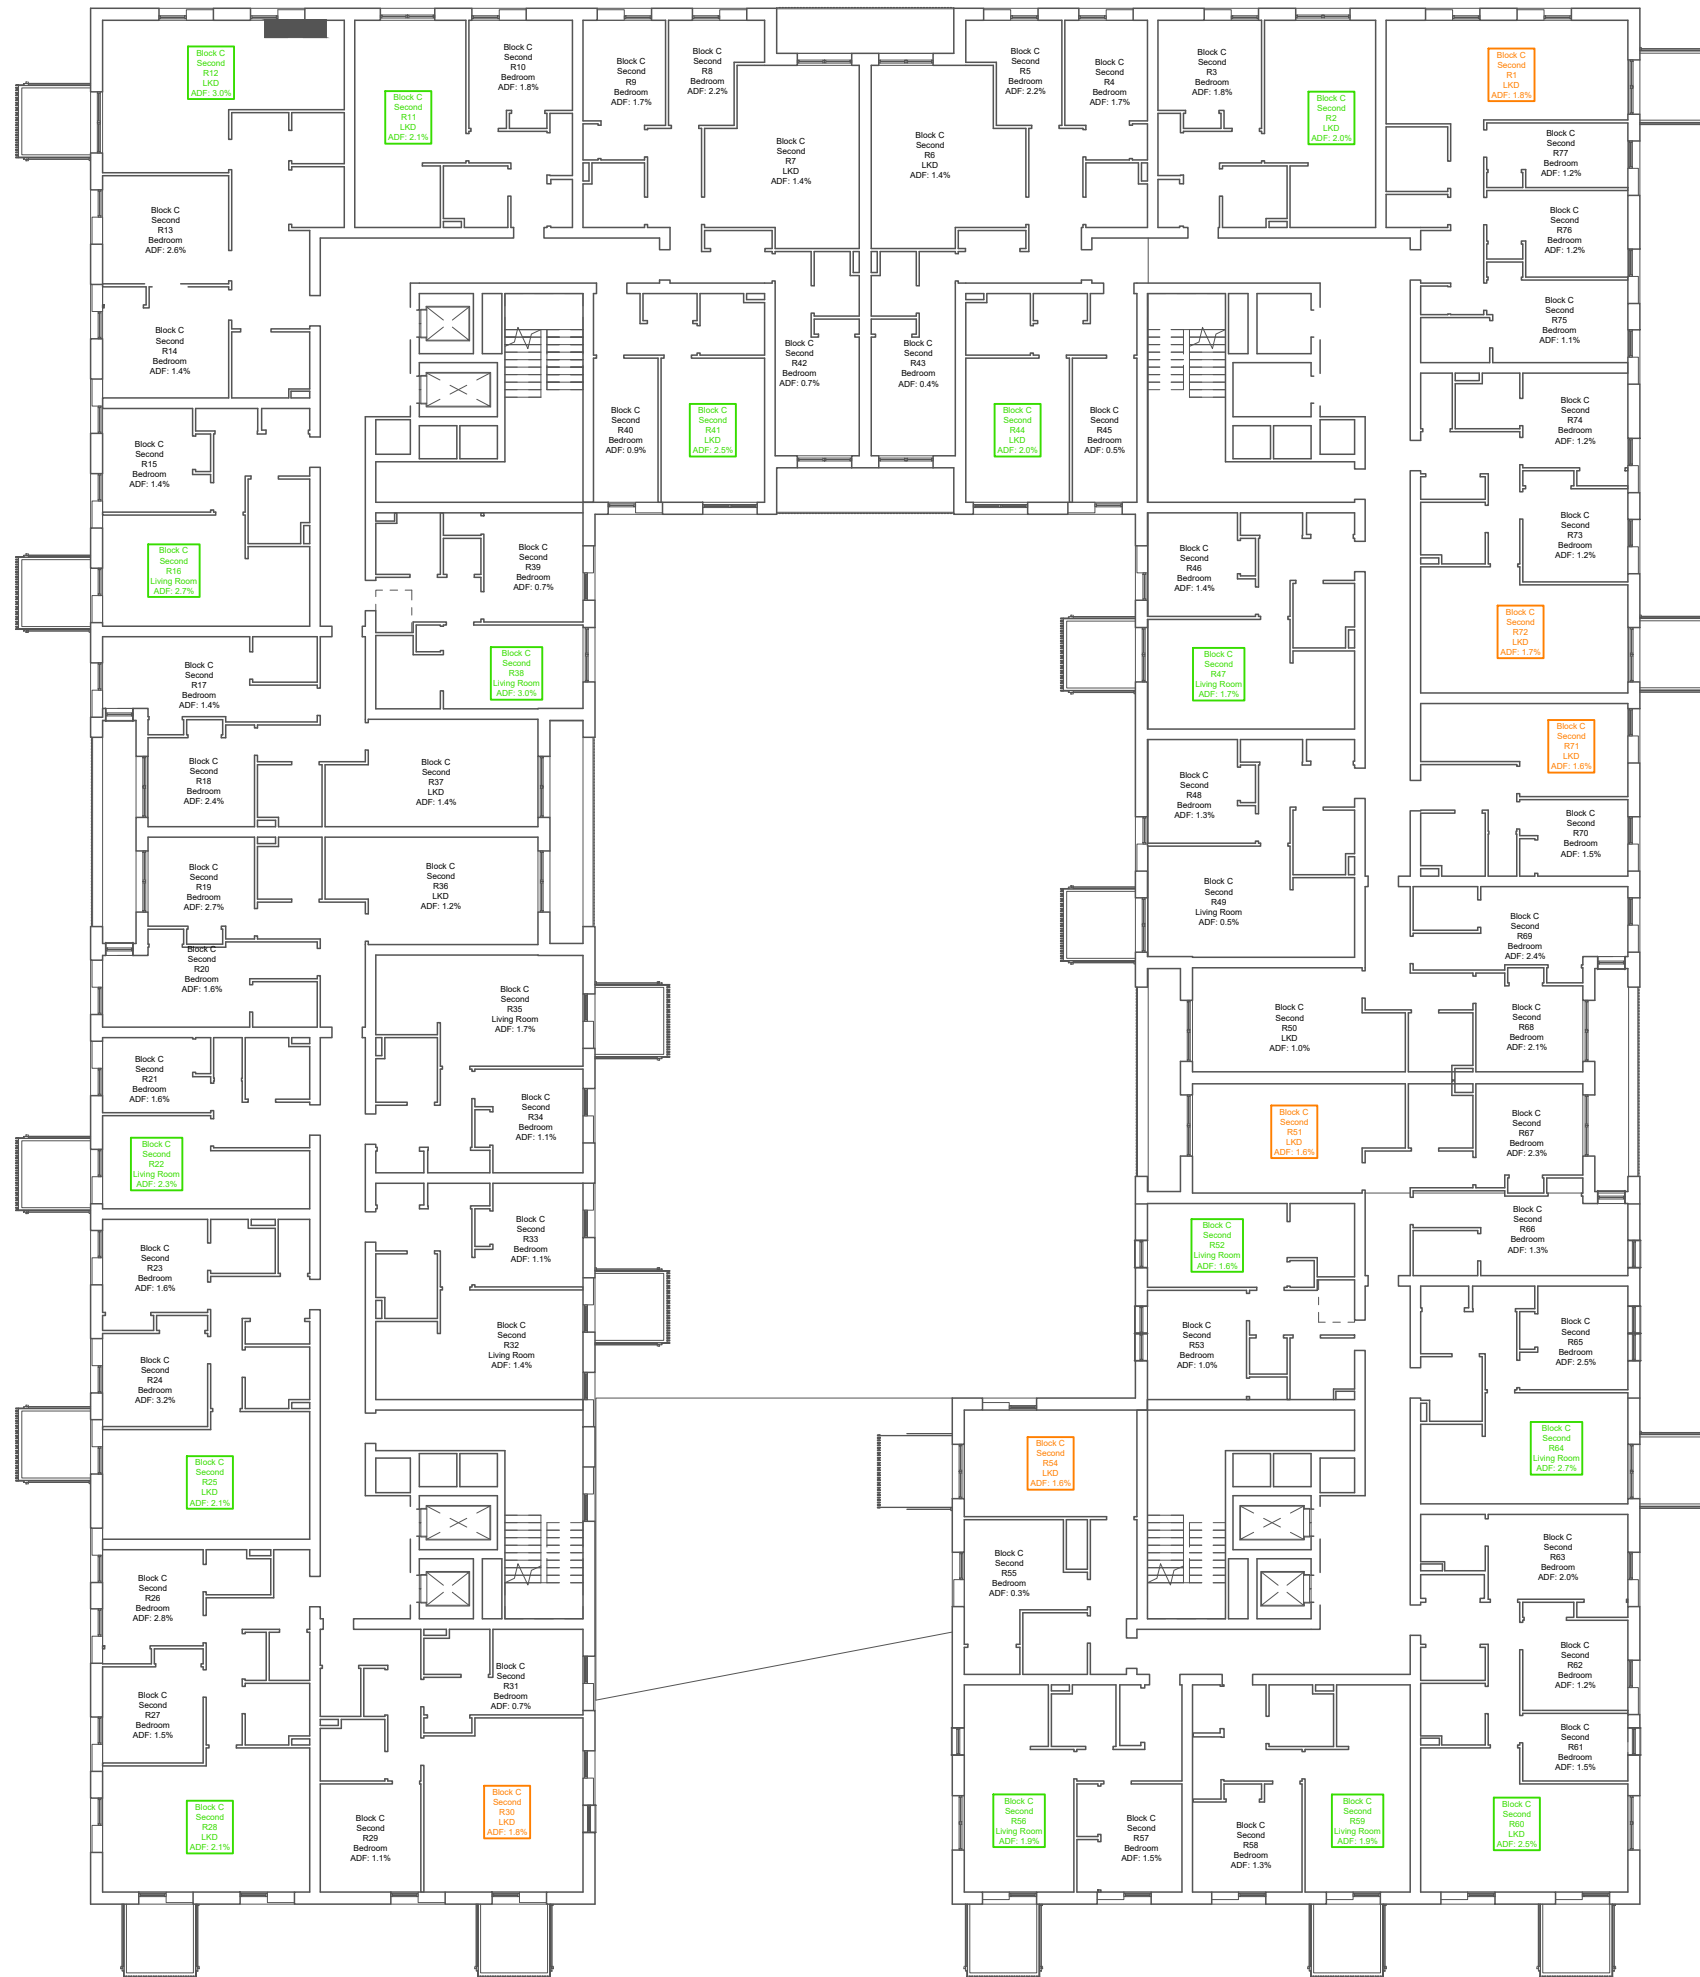 Block C
Second
R12
LKD
ADF: 3.0%
Block C
Second
R11
LKD
ADF: 2.1%
Block C
Second
R10
Bedroom
ADF: 1.8%
Block C
Second
R9
Bedroom
ADF: 1.7%
Block C
Second
R8
Bedroom
ADF: 2.2%
Block C
Second
R7
LKD
ADF: 1.4%
Block C
Second
R6
LKD
ADF: 1.4%
Block C
Second
R5
Bedroom
ADF: 2.2%
Block C
Second
R4
Bedroom
ADF: 1.7%
Block C
Second
R3
Bedroom
ADF: 1.8%
Block C
Second
R2
LKD
ADF: 2.0%
Block C
Second
R1
LKD
ADF: 1.8%
Block C
Second
R77
Bedroom
ADF: 1.2%
Block C
Second
R13
Bedroom
ADF: 2.6%
Block C
Second
R76
Bedroom
ADF: 1.2%
Block C
Second
R14
Bedroom
ADF: 1.4%
Block C
Second
R42
Bedroom
ADF: 0.7%
Block C
Second
R43
Bedroom
ADF: 0.4%
Block C
Second
R75
Bedroom
ADF: 1.1%
Block C
Second
R15
Bedroom
ADF: 1.4%
Block C
Second
R40
Bedroom
ADF: 0.9%
Block C
Second
R41
LKD
ADF: 2.5%
Block C
Second
R44
LKD
ADF: 2.0%
Block C
Second
R45
Bedroom
ADF: 0.5%
Block C
Second
R74
Bedroom
ADF: 1.2%
Block C
Second
R16
Living Room
ADF: 2.7%
Block C
Second
R39
Bedroom
ADF: 0.7%
Block C
Second
R46
Bedroom
ADF: 1.4%
Block C
Second
R73
Bedroom
ADF: 1.2%
Block C
Second
R17
Bedroom
ADF: 1.4%
Block C
Second
R38
Living Room
ADF: 3.0%
Block C
Second
R47
Living Room
ADF: 1.7%
Block C
Second
R72
LKD
ADF: 1.7%
Block C
Second
R18
Bedroom
ADF: 2.4%
Block C
Second
R37
LKD
ADF: 1.4%
Block C
Second
R48
Bedroom
ADF: 1.3%
Block C
Second
R71
LKD
ADF: 1.6%
Block C
Second
R70
Bedroom
ADF: 1.5%
Block C
Second
R19
Bedroom
ADF: 2.7%
Block C
Second
R36
LKD
ADF: 1.2%
Block C
Second
R49
Living Room
ADF: 0.5%
Block C
Second
R69
Bedroom
ADF: 2.4%
Block C
Second
R20
Bedroom
ADF: 1.6%
Block C
Second
R35
Living Room
ADF: 1.7%
Block C
Second
R50
LKD
ADF: 1.0%
Block C
Second
R68
Bedroom
ADF: 2.1%
Block C
Second
R21
Bedroom
ADF: 1.6%
Block C
Second
R34
Bedroom
ADF: 1.1%
Block C
Second
R51
LKD
ADF: 1.6%
Block C
Second
R67
Bedroom
ADF: 2.3%
Block C
Second
R22
Living Room
ADF: 2.3%
Block C
Second
R33
Bedroom
ADF: 1.1%
Block C
Second
R52
Living Room
ADF: 1.6%
Block C
Second
R66
Bedroom
ADF: 1.3%
Block C
Second
R23
Bedroom
ADF: 1.6%
Block C
Second
R32
Living Room
ADF: 1.4%
Block C
Second
R53
Bedroom
ADF: 1.0%
Block C
Second
R65
Bedroom
ADF: 2.5%
Block C
Second
R24
Bedroom
ADF: 3.2%
Block C
Second
R25
LKD
ADF: 2.1%
Block C
Second
R54
LKD
ADF: 1.6%
Block C
Second
R64
Living Room
ADF: 2.7%
Block C
Second
R26
Bedroom
ADF: 2.8%
Block C
Second
R55
Bedroom
ADF: 0.3%
Block C
Second
R63
Bedroom
ADF: 2.0%
Block C
Second
R27
Bedroom
ADF: 1.5%
Block C
Second
R31
Bedroom
ADF: 0.7%
Block C
Second
R62
Bedroom
ADF: 1.2%
Block C
Second
R61
Bedroom
ADF: 1.5%
Block C
Second
R28
LKD
ADF: 2.1%
Block C
Second
R29
Bedroom
ADF: 1.1%
Block C
Second
R30
LKD
ADF: 1.8%
Block C
Second
R56
Living Room
ADF: 1.9%
Block C
Second
R57
Bedroom
ADF: 1.5%
Block C
Second
R58
Bedroom
ADF: 1.3%
Block C
Second
R59
Living Room
ADF: 1.9%
Block C
Second
R60
LKD
ADF: 2.5%